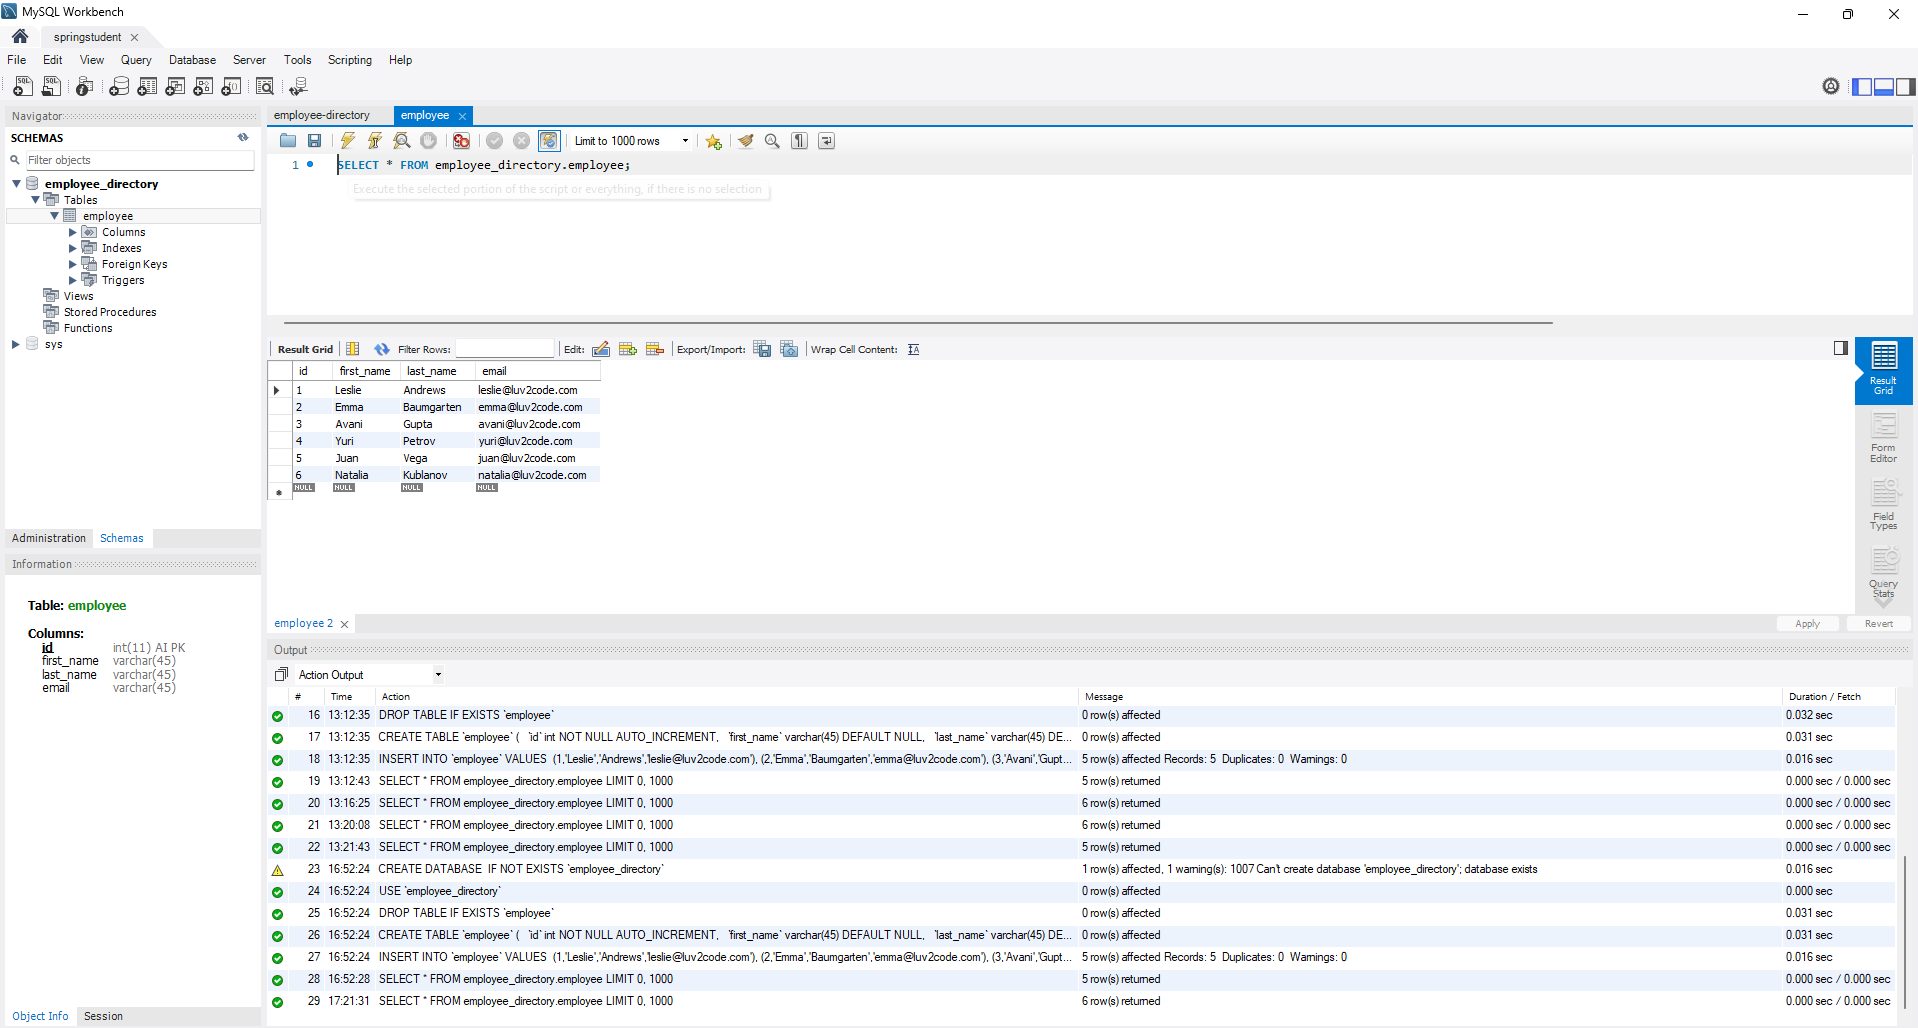 MySQL Workbench
springstudent
File Edit View Query Database Server Tools Scripting Help
Navigator
SCHEMAS
Filter objects
employee_directory
Tables
employee
Columns
Indexes
Foreign Keys
Triggers
Views
Stored Procedures
Functions
sys
Administration Schemas
Information
Table: employee
Columns:
id int(11) AI PK
first_name varchar(45)
last_name varchar(45)
email varchar(45)
Object Info Session
employee-directory employee
Limit to 1000 rows
1 SELECT * FROM employee_directory.employee;
Execute the selected portion of the script or everything, if there is no selection
Result Grid Filter Rows: Edit: Export/Import: Wrap Cell Content:
id first_name last_name email
1 Leslie Andrews leslie@luv2code.com
2 Emma Baumgarten emma@luv2code.com
3 Avani Gupta avani@luv2code.com
4 Yuri Petrov yuri@luv2code.com
5 Juan Vega juan@luv2code.com
6 Natalia Kublanov natalia@luv2code.com
NULL NULL NULL NULL
Result
Grid
Form
Editor
Field
Types
Query
Stats
employee 2
Apply Revert
Output
Action Output
# Time Action Message Duration / Fetch
16 13:12:35 DROP TABLE IF EXISTS `employee` 0 row(s) affected 0.032 sec
17 13:12:35 CREATE TABLE `employee` ( `id` int NOT NULL AUTO_INCREMENT, `first_name` varchar(45) DEFAULT NULL, `last_name` varchar(45) DE... 0 row(s) affected 0.031 sec
18 13:12:35 INSERT INTO `employee` VALUES (1,'Leslie','Andrews','leslie@luv2code.com'), (2,'Emma','Baumgarten','emma@luv2code.com'), (3,'Avani','Gupt... 5 row(s) affected Records: 5 Duplicates: 0 Warnings: 0 0.016 sec
19 13:12:43 SELECT * FROM employee_directory.employee LIMIT 0, 1000 5 row(s) returned 0.000 sec / 0.000 sec
20 13:16:25 SELECT * FROM employee_directory.employee LIMIT 0, 1000 6 row(s) returned 0.000 sec / 0.000 sec
21 13:20:08 SELECT * FROM employee_directory.employee LIMIT 0, 1000 6 row(s) returned 0.000 sec / 0.000 sec
22 13:21:43 SELECT * FROM employee_directory.employee LIMIT 0, 1000 5 row(s) returned 0.000 sec / 0.000 sec
23 16:52:24 CREATE DATABASE IF NOT EXISTS `employee_directory` 1 row(s) affected, 1 warning(s): 1007 Can't create database 'employee_directory'; database exists 0.016 sec
24 16:52:24 USE `employee_directory` 0 row(s) affected 0.000 sec
25 16:52:24 DROP TABLE IF EXISTS `employee` 0 row(s) affected 0.031 sec
26 16:52:24 CREATE TABLE `employee` ( `id` int NOT NULL AUTO_INCREMENT, `first_name` varchar(45) DEFAULT NULL, `last_name` varchar(45) DE... 0 row(s) affected 0.031 sec
27 16:52:24 INSERT INTO `employee` VALUES (1,'Leslie','Andrews','leslie@luv2code.com'), (2,'Emma','Baumgarten','emma@luv2code.com'), (3,'Avani','Gupt... 5 row(s) affected Records: 5 Duplicates: 0 Warnings: 0 0.016 sec
28 16:52:28 SELECT * FROM employee_directory.employee LIMIT 0, 1000 5 row(s) returned 0.000 sec / 0.000 sec
29 17:21:31 SELECT * FROM employee_directory.employee LIMIT 0, 1000 6 row(s) returned 0.000 sec / 0.000 sec